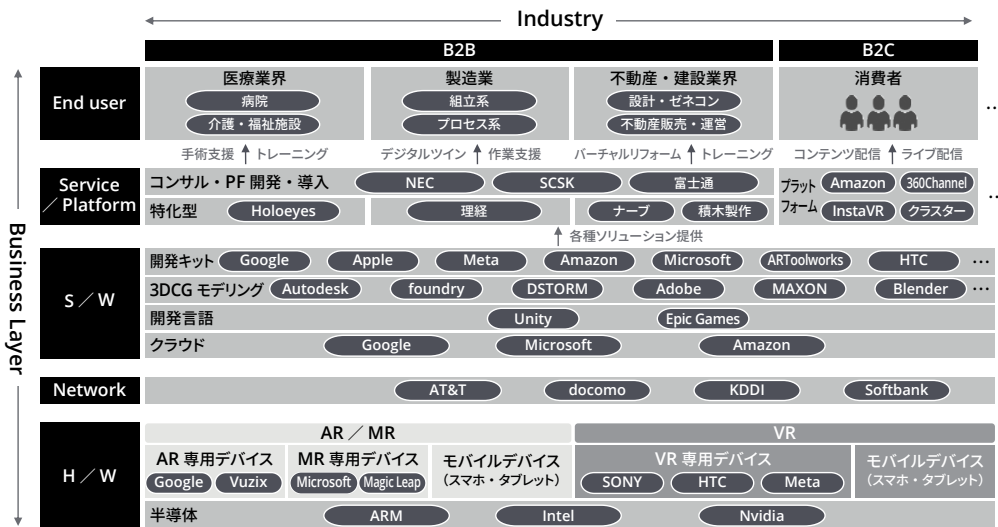 Industry
B2B
B2C
Business Layer
End user
医療業界
病院
介護・福祉施設
製造業
組立系
プロセス系
不動産・建設業界
設計・ゼネコン
不動産販売・運営
消費者
…
手術支援
トレーニング
デジタルツイン
作業支援
バーチャルリフォーム
トレーニング
コンテンツ配信
ライブ配信
Service
／Platform
コンサル・PF 開発・導入
NEC
SCSK
富士通
特化型
Holoeyes
理経
ナーブ
積木製作
プラット
フォーム
Amazon
360Channel
InstaVR
クラスター
…
各種ソリューション提供
S／W
開発キット
Google
Apple
Meta
Amazon
Microsoft
ARToolworks
HTC
…
3DCG モデリング
Autodesk
foundry
DSTORM
Adobe
MAXON
Blender
…
開発言語
Unity
Epic Games
クラウド
Google
Microsoft
Amazon
Network
AT&T
docomo
KDDI
Softbank
H／W
AR／MR
VR
AR 専用デバイス
Google
Vuzix
MR 専用デバイス
Microsoft
Magic Leap
モバイルデバイス
（スマホ・タブレット）
VR 専用デバイス
SONY
HTC
Meta
モバイルデバイス
（スマホ・タブレット）
半導体
ARM
Intel
Nvidia